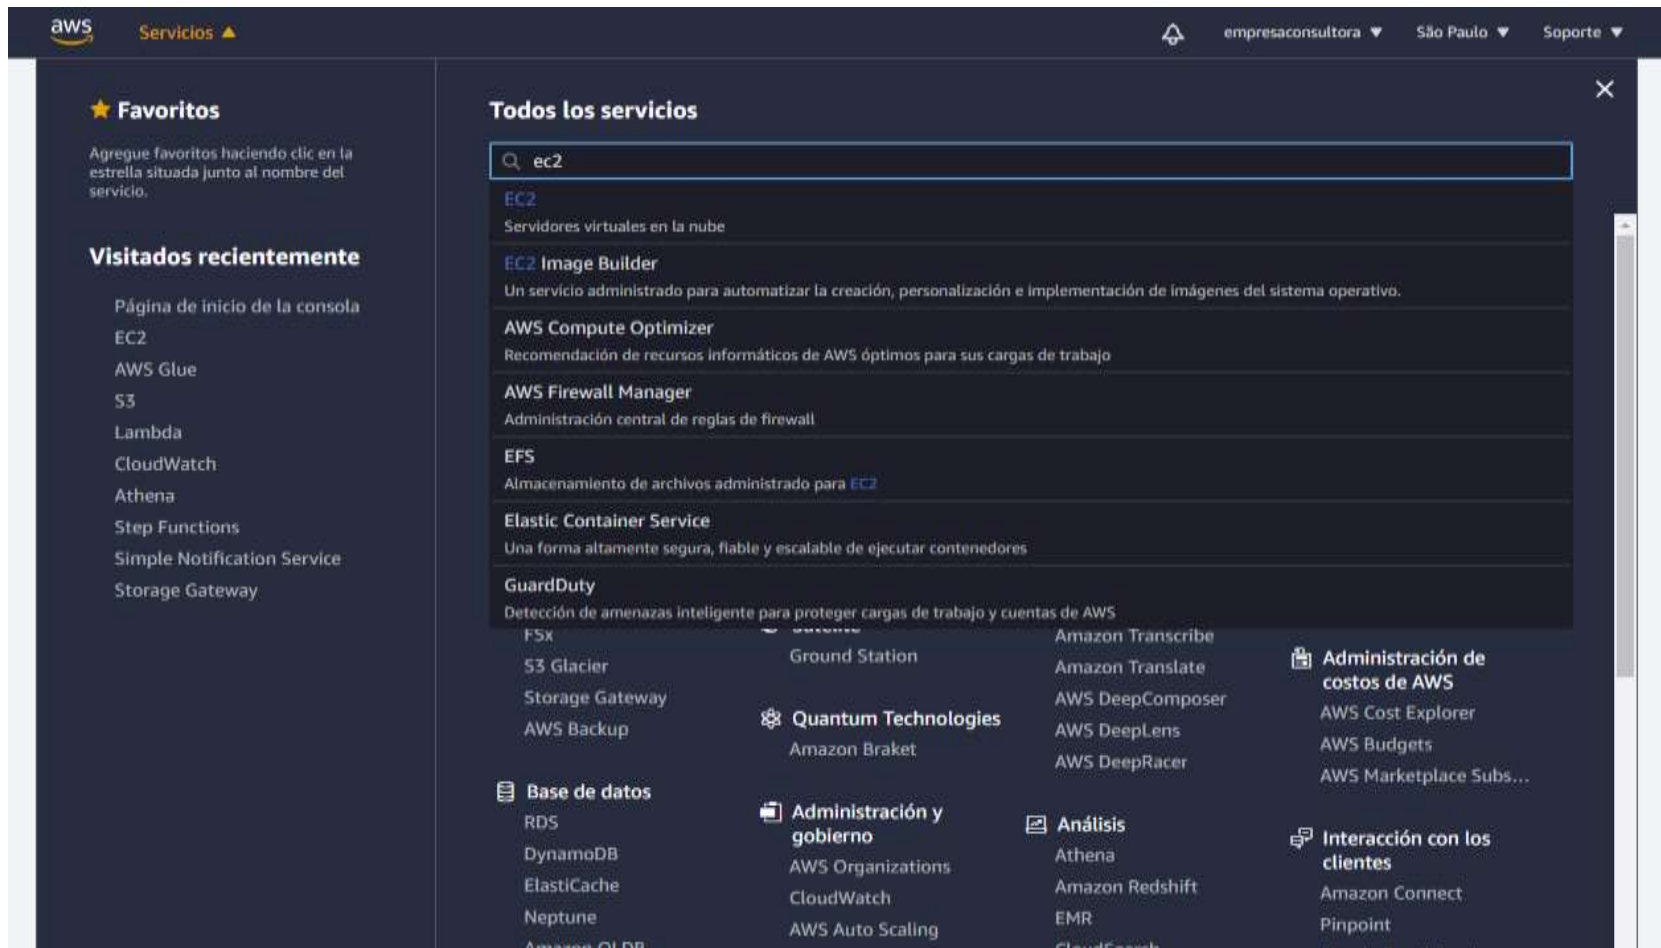 aws
Servicios
empresaconsultora
São Paulo
Soporte
Favoritos
Agregue favoritos haciendo clic en la
estrella situada junto al nombre del
servicio.
Visitados recientemente
Página de inicio de la consola
EC2
AWS Glue
S3
Lambda
CloudWatch
Athena
Step Functions
Simple Notification Service
Storage Gateway
Todos los servicios
ec2
EC2
Servidores virtuales en la nube
EC2 Image Builder
Un servicio administrado para automatizar la creación, personalización e implementación de imágenes del sistema operativo.
AWS Compute Optimizer
Recomendación de recursos informáticos de AWS óptimos para sus cargas de trabajo
AWS Firewall Manager
Administración central de reglas de firewall
EFS
Almacenamiento de archivos administrado para EC2
Elastic Container Service
Una forma altamente segura, fiable y escalable de ejecutar contenedores
GuardDuty
Detección de amenazas inteligente para proteger cargas de trabajo y cuentas de AWS
FSx
S3 Glacier
Storage Gateway
AWS Backup
Base de datos
RDS
DynamoDB
ElastiCache
Neptune
Amazon QLDB
Ground Station
Quantum Technologies
Amazon Braket
Administración y
gobierno
AWS Organizations
CloudWatch
AWS Auto Scaling
Amazon Transcribe
Amazon Translate
AWS DeepComposer
AWS DeepLens
AWS DeepRacer
Análisis
Athena
Amazon Redshift
EMR
CloudSearch
Administración de
costos de AWS
AWS Cost Explorer
AWS Budgets
AWS Marketplace Subs...
Interacción con los
clientes
Amazon Connect
Pinpoint